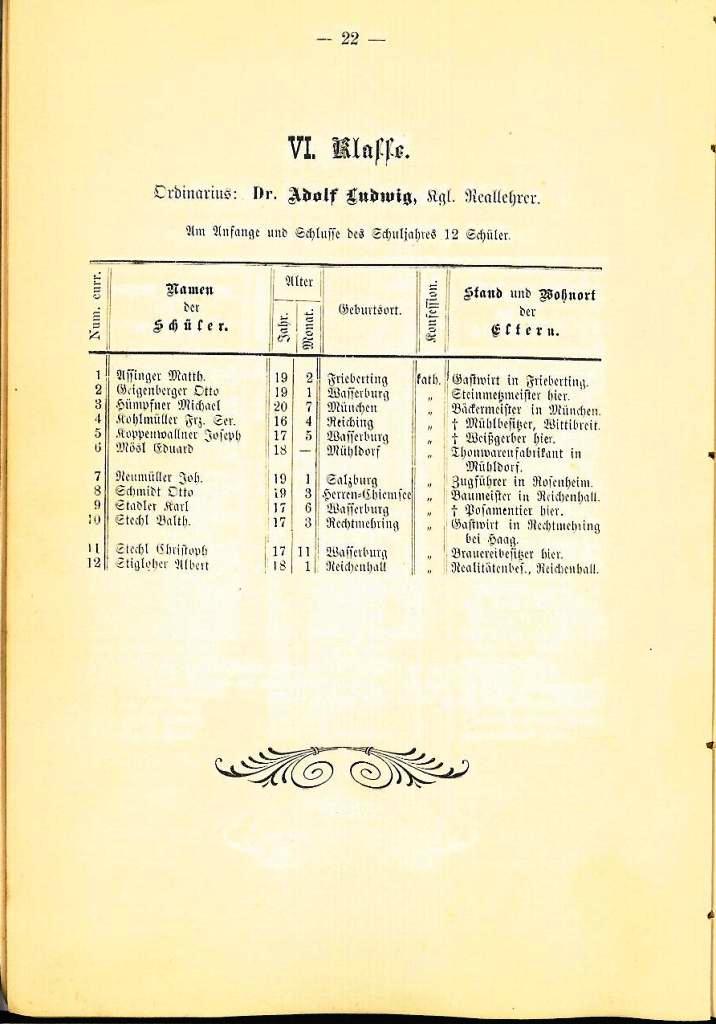 — 22 —
VI. Klasse.
Ordinarius: Dr. Adolf Ludwig, Kgl. Reallehrer.
Am Anfange und Schlusse des Schuljahres 12 Schüler.
Num. curr. Namen der Schüler. Alter Jahr. Monat. Geburtsort. Konfession. Stand und Wohnort der Eltern.
1 Assinger Matth. 19 2 Frieberting kath. Gastwirt in Frieberting.
2 Geigenberger Otto 19 1 Wasserburg „ Steinmetzmeister hier.
3 Hümpfner Michael 20 7 München „ Bäckermeister in München.
4 Kohlmüller Frz. Ser. 16 4 Reiching „ † Mühlbesitzer, Wittibreit.
5 Koppenwallner Joseph 17 5 Wasserburg „ † Weißgerber hier.
6 Mösl Eduard 18 — Mühldorf „ Thonwarenfabrikant in
Mühldorf.
7 Neumüller Joh. 19 1 Salzburg „ Zugführer in Rosenheim.
8 Schmidt Otto 19 3 Herren-Chiemsee „ Baumeister in Reichenhall.
9 Stadler Karl 17 6 Wasserburg „ † Posamentier hier.
10 Stechl Balth. 17 3 Rechtmehring „ Gastwirt in Rechtmehring
bei Haag.
11 Stechl Christoph 17 11 Wasserburg „ Brauereibesitzer hier.
12 Stigloher Albert 18 1 Reichenhall „ Realitätenbes., Reichenhall.